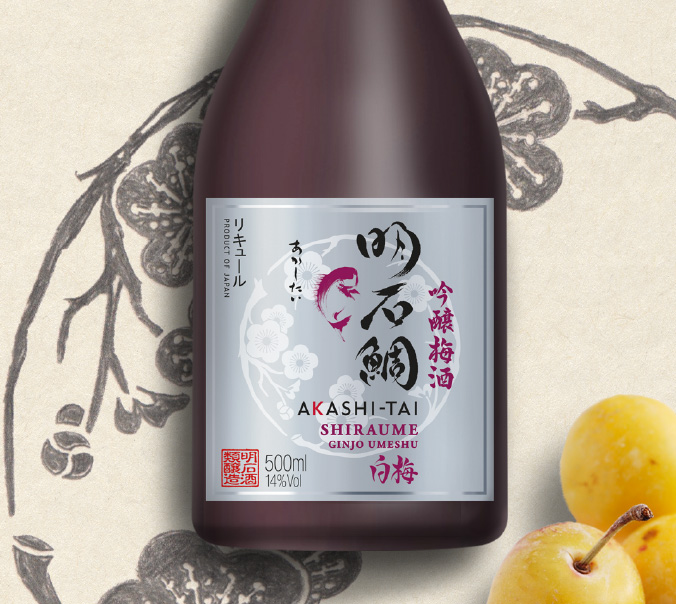 リキュール
PRODUCT OF JAPAN
あかしたい
明石鯛
吟醸梅酒
AKASHI-TAI
SHIRAUME
GINJO UMESHU
白梅
明石酒
類醸造
500ml
14%Vol